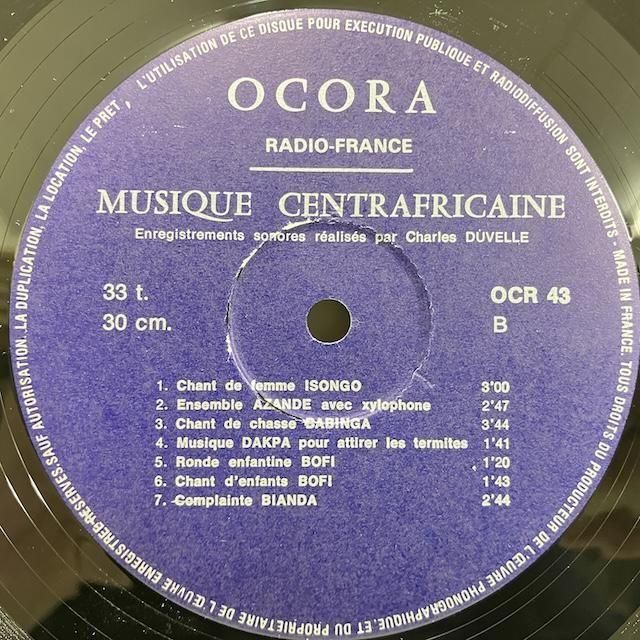 OCORA
RADIO-FRANCE
MUSIQUE CENTRAFRICAINE
Enregistrements sonores réalisés par Charles DUVELLE
33 t.
30 cm.
OCR 43
B
1. Chant de femme ISONGO 3'00
2. Ensemble AZANDE avec xylophone 2'47
3. Chant de chasse BABINGA 3'44
4. Musique DAKPA pour attirer les termites 1'41
5. Ronde enfantine BOFI 1'20
6. Chant d'enfants BOFI 1'43
7. Complainte BIANDA 2'44
TOUS DROITS DU PRODUCTEUR DE L'ŒUVRE PHONOGRAPHIQUE ET DU PROPRIETAIRE DE L'ŒUVRE ENREGISTREE RESERVES. SAUF AUTORISATION, LA DUPLICATION, LA LOCATION, LE PRET, L'UTILISATION DE CE DISQUE POUR EXECUTION PUBLIQUE ET RADIODIFFUSION SONT INTERDITS - MADE IN FRANCE.